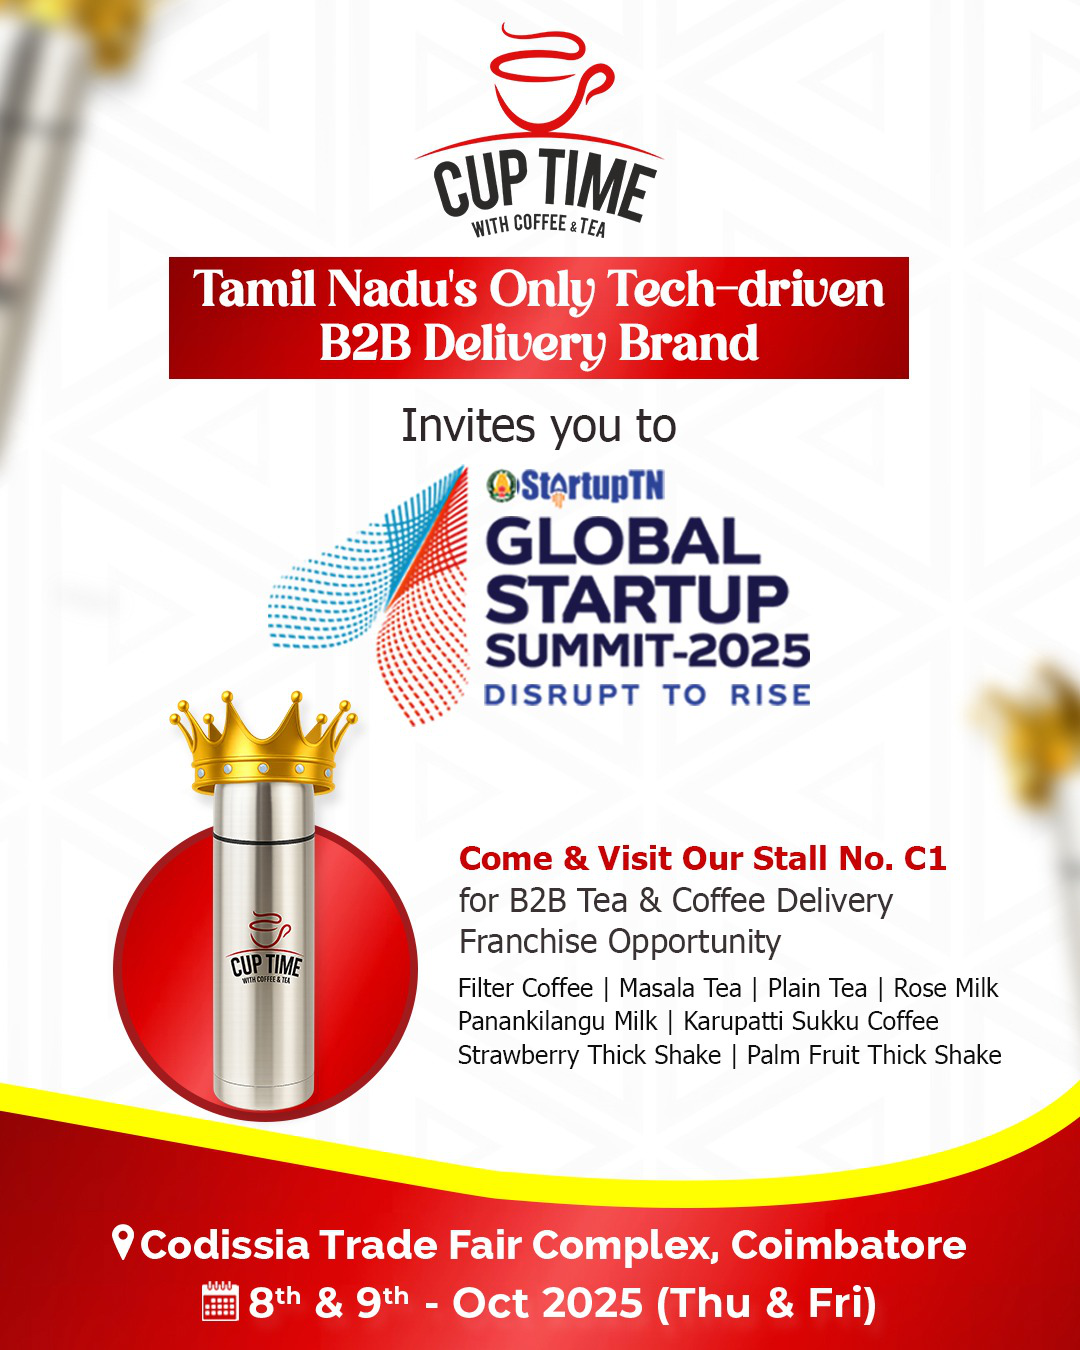 CUP TIME
WITH COFFEE & TEA
Tamil Nadu's Only Tech-driven
B2B Delivery Brand
Invites you to
StartupTN
GLOBAL
STARTUP
SUMMIT-2025
DISRUPT TO RISE
Come & Visit Our Stall No. C1
for B2B Tea & Coffee Delivery
Franchise Opportunity
Filter Coffee | Masala Tea | Plain Tea | Rose Milk
Panankilangu Milk | Karupatti Sukku Coffee
Strawberry Thick Shake | Palm Fruit Thick Shake
CUP TIME
WITH COFFEE & TEA
Codissia Trade Fair Complex, Coimbatore
8th & 9th - Oct 2025 (Thu & Fri)